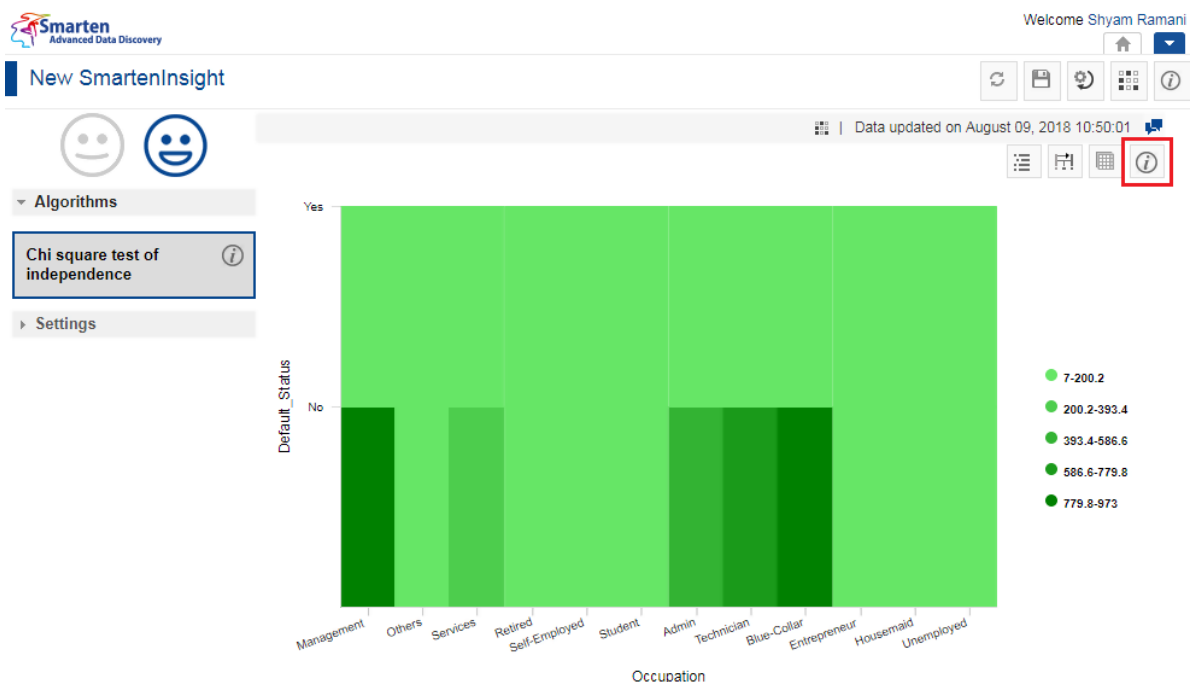 Smarten
Advanced Data Discovery
Welcome Shyam Ramani
New SmartenInsight
| Data updated on August 09, 2018 10:50:01
Algorithms
Chi square test of
independence
Settings
Yes
No
Default_Status
7-200.2
200.2-393.4
393.4-586.6
586.6-779.8
779.8-973
Management
Others
Services
Retired
Self-Employed
Student
Admin
Technician
Blue-Collar
Entrepreneur
Housemaid
Unemployed
Occupation